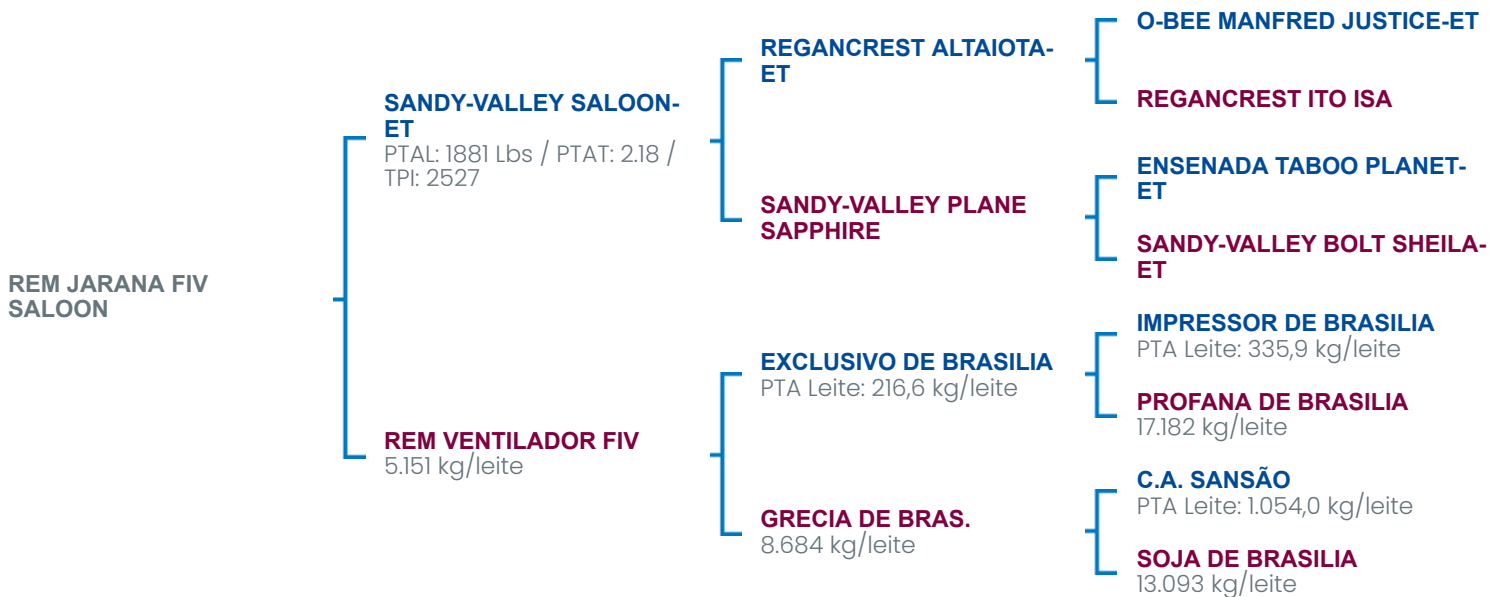 REM JARANA FIV
SALOON
SANDY-VALLEY SALOON-
ET
PTAL: 1881 Lbs / PTAT: 2.18 /
TPI: 2527
REM VENTILADOR FIV
5.151 kg/leite
REGANCREST ALTAIOTA-
ET
SANDY-VALLEY PLANE
SAPPHIRE
EXCLUSIVO DE BRASILIA
PTA Leite: 216,6 kg/leite
GRECIA DE BRAS.
8.684 kg/leite
O-BEE MANFRED JUSTICE-ET
REGANCREST ITO ISA
ENSENADA TABOO PLANET-
ET
SANDY-VALLEY BOLT SHEILA-
ET
IMPRESSOR DE BRASILIA
PTA Leite: 335,9 kg/leite
PROFANA DE BRASILIA
17.182 kg/leite
C.A. SANSÃO
PTA Leite: 1.054,0 kg/leite
SOJA DE BRASILIA
13.093 kg/leite